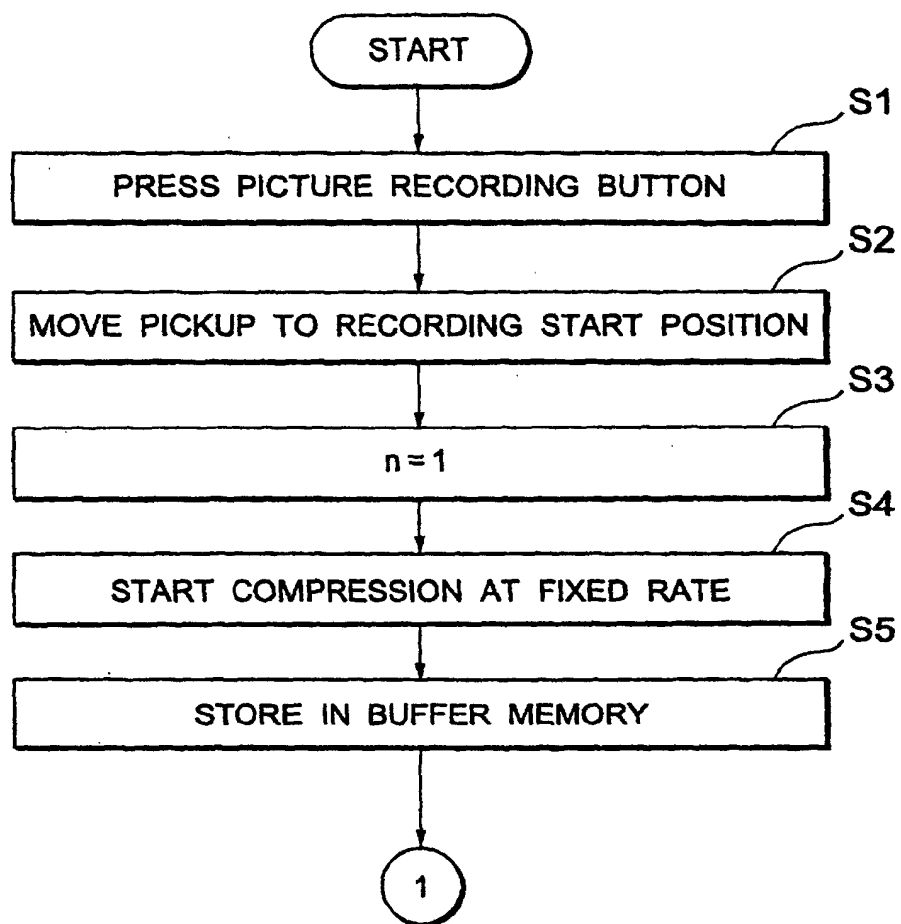 START
S1
PRESS PICTURE RECORDING BUTTON
S2
MOVE PICKUP TO RECORDING START POSITION
S3
n = 1
S4
START COMPRESSION AT FIXED RATE
S5
STORE IN BUFFER MEMORY
1